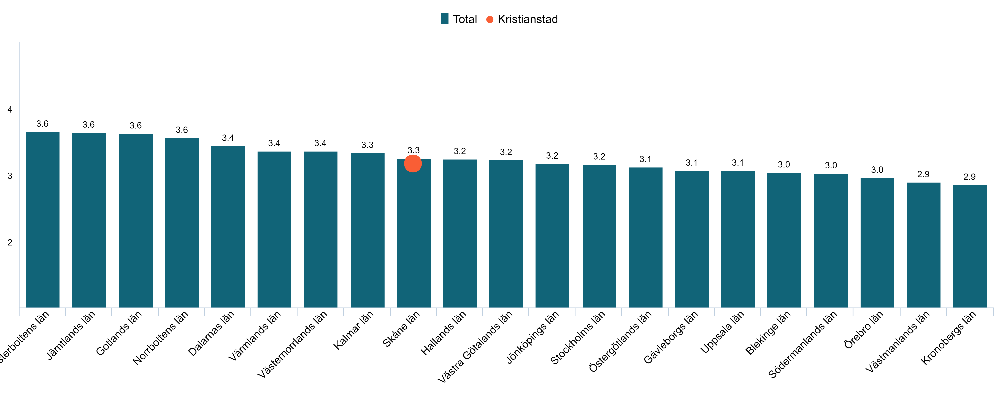 Total Kristianstad
4
3
2
3.6 3.6 3.6 3.6 3.4 3.4 3.4 3.3 3.3 3.2 3.2 3.2 3.2 3.1 3.1 3.1 3.0 3.0 3.0 2.9 2.9
sterbottens län
Jämtlands län
Gotlands län
Norrbottens län
Dalarnas län
Värmlands län
Västernorrlands län
Kalmar län
Skåne län
Hallands län
Västra Götalands län
Jönköpings län
Stockholms län
Östergötlands län
Gävleborgs län
Uppsala län
Blekinge län
Södermanlands län
Örebro län
Västmanlands län
Kronobergs län